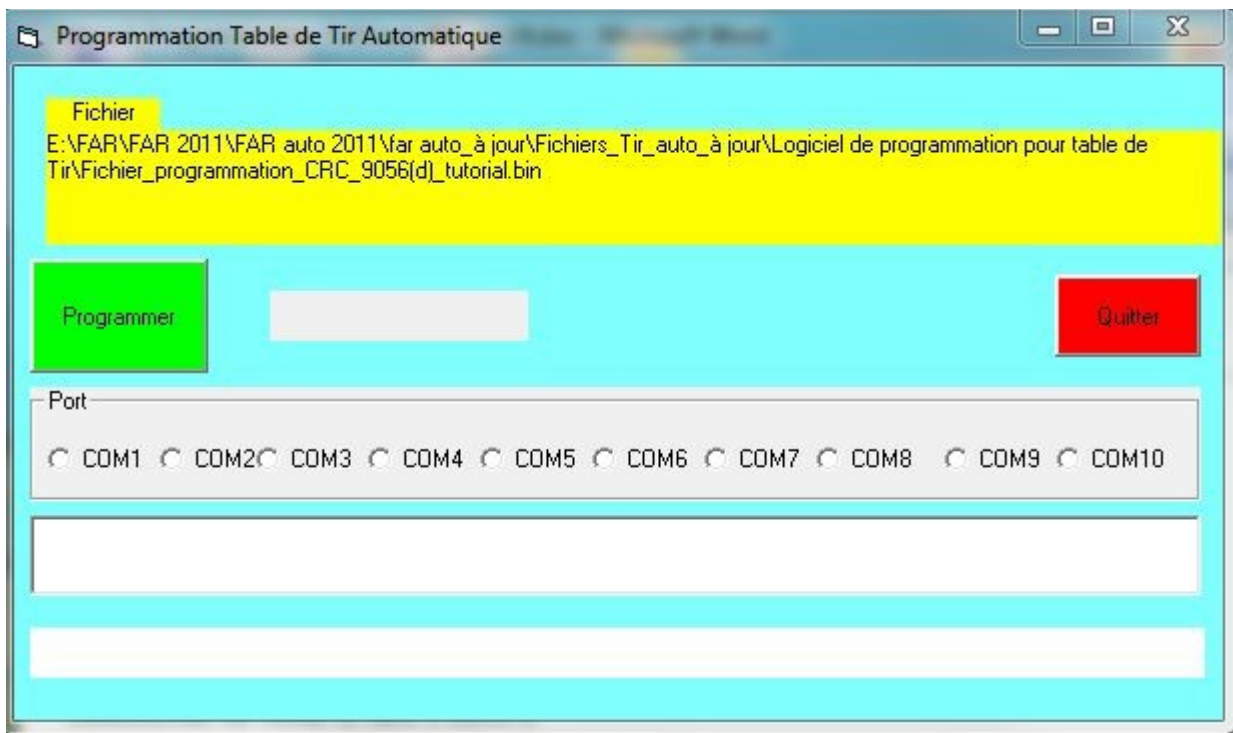 Programmation Table de Tir Automatique
Fichier
E:\FAR\FAR 2011\FAR auto 2011\far auto_à jour\Fichiers_Tir_auto_à jour\Logiciel de programmation pour table de
Tir\Fichier_programmation_CRC_9056(d)_tutorial.bin
Programmer
Quitter
Port
COM1 COM2 COM3 COM4 COM5 COM6 COM7 COM8 COM9 COM10